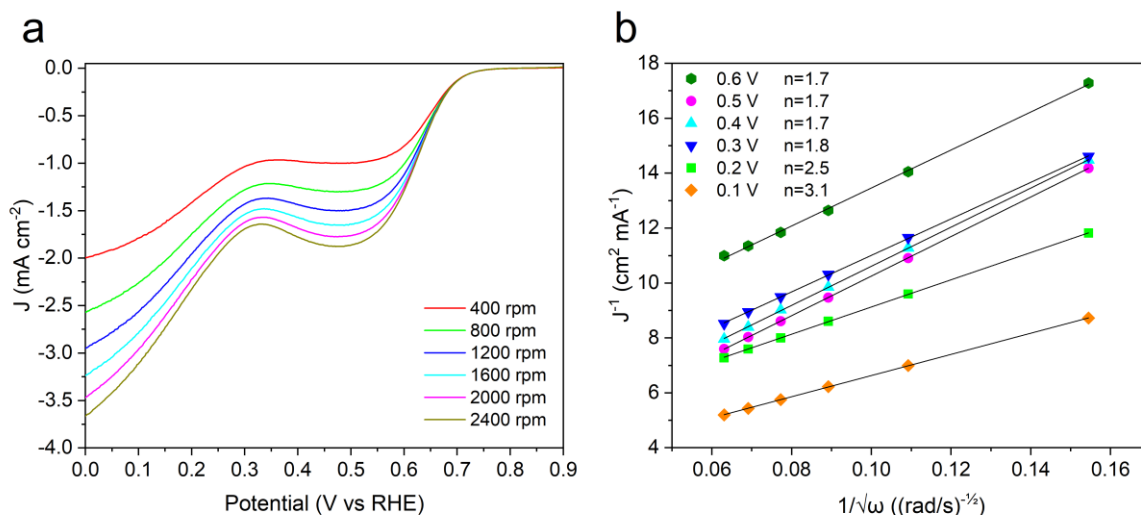 a
0.0
-0.5
-1.0
-1.5
-2.0
-2.5
-3.0
-3.5
-4.0
J (mA cm⁻²)
400 rpm
800 rpm
1200 rpm
1600 rpm
2000 rpm
2400 rpm
0.0 0.1 0.2 0.3 0.4 0.5 0.6 0.7 0.8 0.9
Potential (V vs RHE)
b
18
16
14
12
10
8
6
4
J⁻¹ (cm² mA⁻¹)
0.6 V n=1.7
0.5 V n=1.7
0.4 V n=1.7
0.3 V n=1.8
0.2 V n=2.5
0.1 V n=3.1
0.06 0.08 0.10 0.12 0.14 0.16
1/√ω ((rad/s)⁻½)